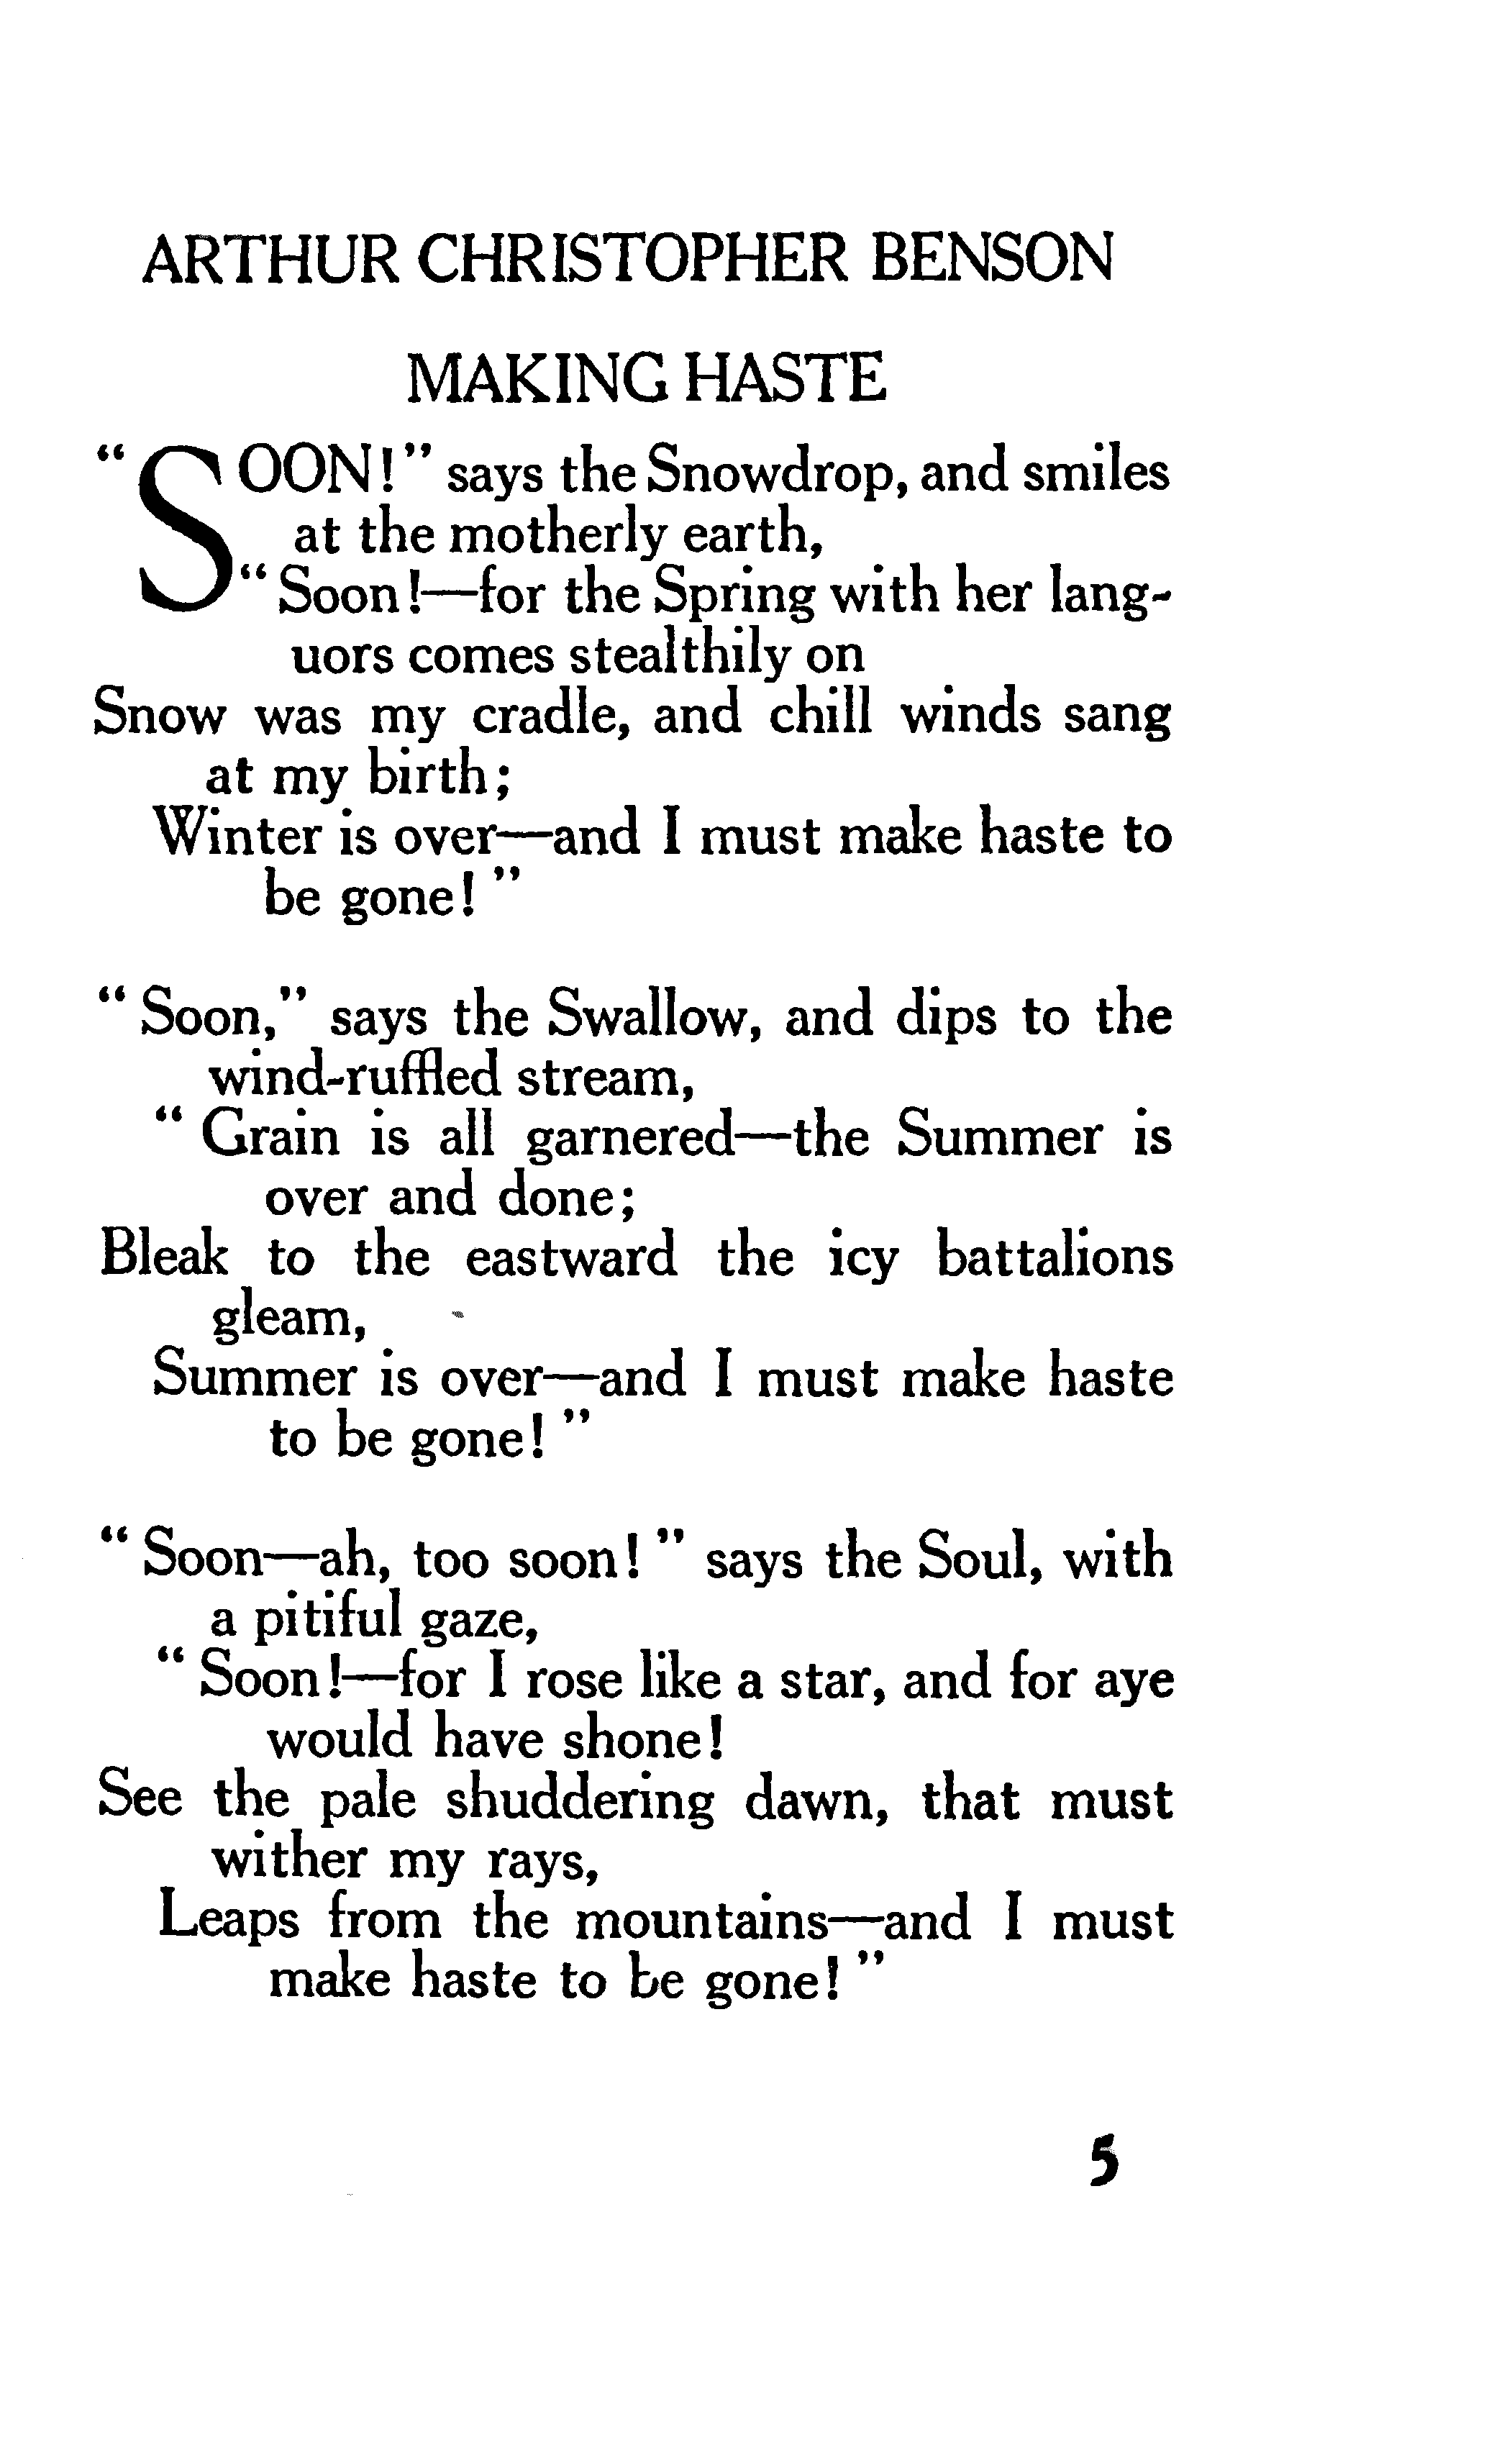 ARTHUR CHRISTOPHER BENSON
MAKING HASTE
“SOON!” says the Snowdrop, and smiles
at the motherly earth,
“Soon!—for the Spring with her lang-
uors comes stealthily on
Snow was my cradle, and chill winds sang
at my birth;
Winter is over—and I must make haste to
be gone!”
“Soon,” says the Swallow, and dips to the
wind-ruffled stream,
“Grain is all garnered—the Summer is
over and done;
Bleak to the eastward the icy battalions
gleam,
Summer is over—and I must make haste
to be gone!”
“Soon—ah, too soon!” says the Soul, with
a pitiful gaze,
“Soon!—for I rose like a star, and for aye
would have shone!
See the pale shuddering dawn, that must
wither my rays,
Leaps from the mountains—and I must
make haste to be gone!”
5